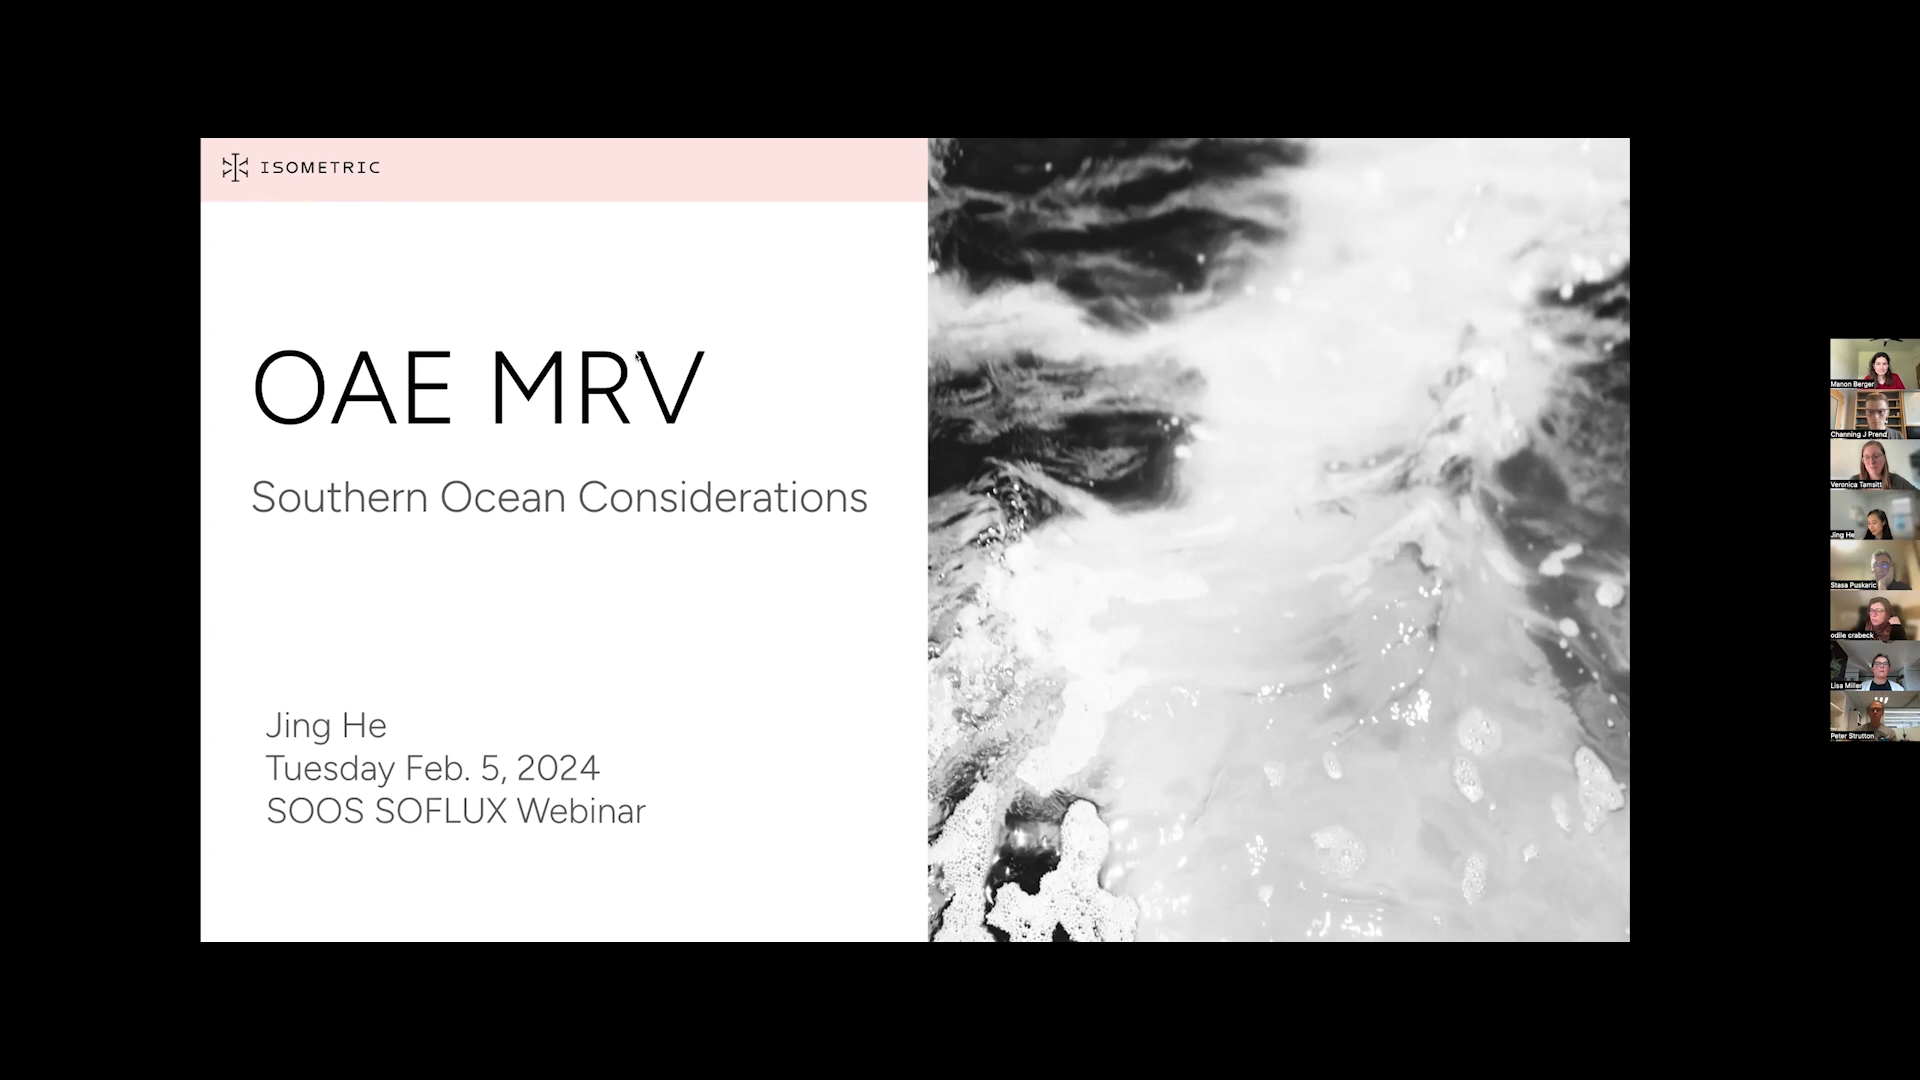 ISOMETRIC
OAE MRV
Southern Ocean Considerations
Jing He
Tuesday Feb. 5, 2024
SOOS SOFLUX Webinar
Manon Berger
Channing J Prend
Veronica Tamsitt
Jing He
Stasa Puskaric
odile crabeck
Lisa Miller
Peter Strutton